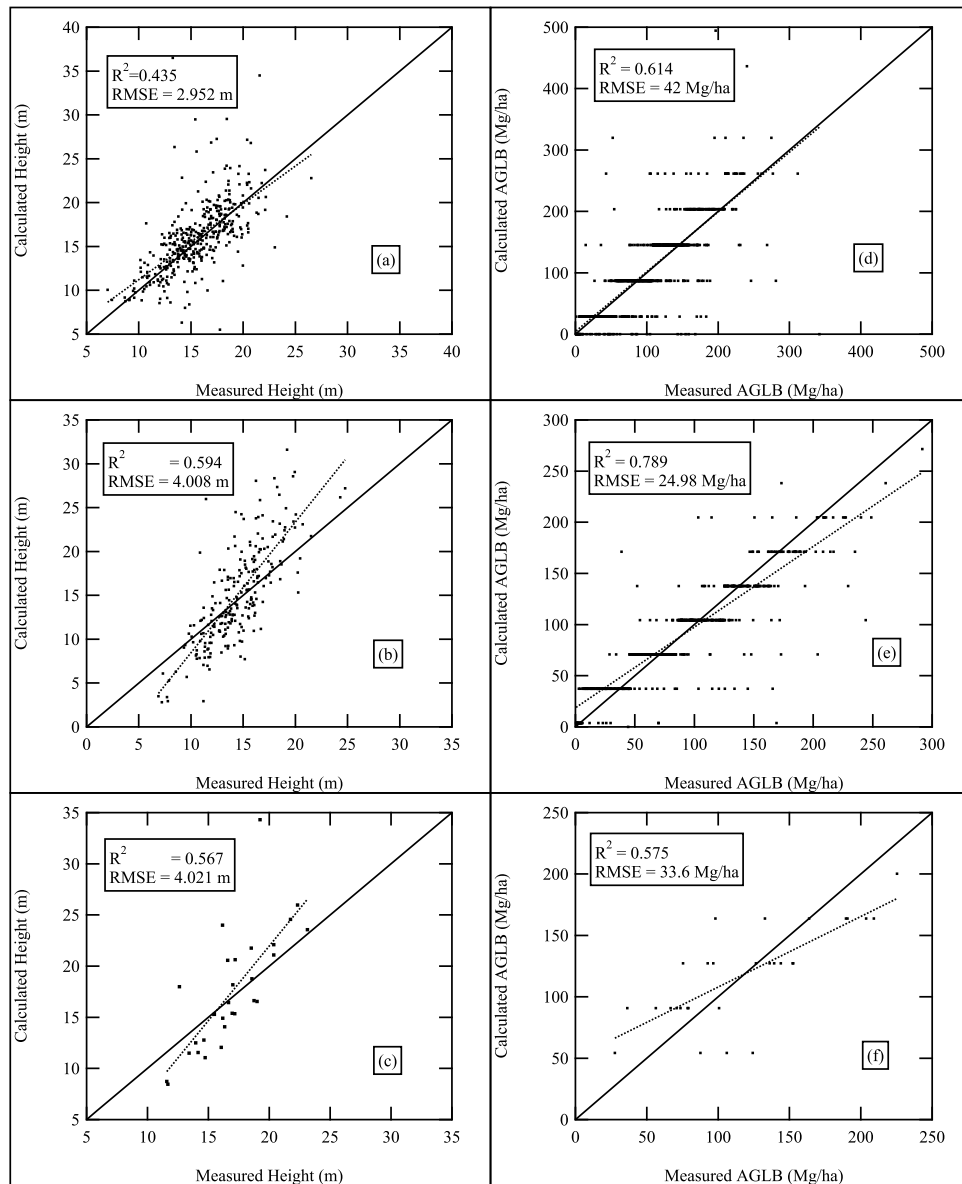 40
35
30
25
20
15
10
5
5 10 15 20 25 30 35 40
Calculated Height (m)
Measured Height (m)
R²=0.435
RMSE = 2.952 m
(a)
500
400
300
200
100
0
0 100 200 300 400 500
Calculated AGLB (Mg/ha)
Measured AGLB (Mg/ha)
R² = 0.614
RMSE = 42 Mg/ha
(d)
35
30
25
20
15
10
5
0
0 5 10 15 20 25 30 35
Calculated Height (m)
Measured Height (m)
R² = 0.594
RMSE = 4.008 m
(b)
300
250
200
150
100
50
0
0 50 100 150 200 250 300
Calculated AGLB (Mg/ha)
Measured AGLB (Mg/ha)
R² = 0.789
RMSE = 24.98 Mg/ha
(e)
35
30
25
20
15
10
5
5 10 15 20 25 30 35
Calculated Height (m)
Measured Height (m)
R² = 0.567
RMSE = 4.021 m
(c)
250
200
150
100
50
0
0 50 100 150 200 250
Calculated AGLB (Mg/ha)
Measured AGLB (Mg/ha)
R² = 0.575
RMSE = 33.6 Mg/ha
(f)